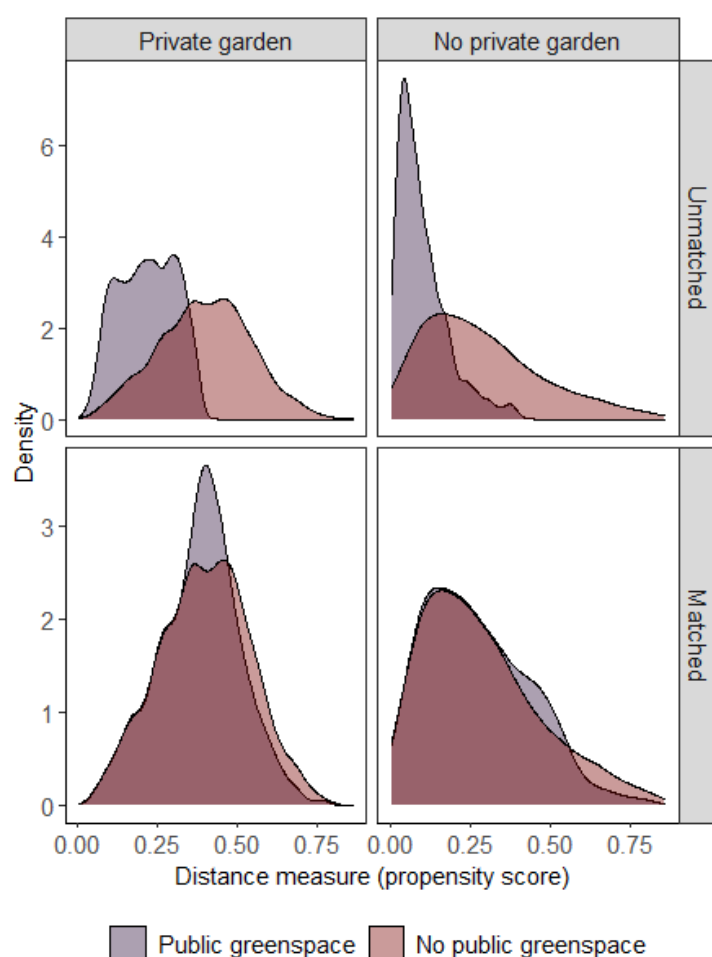 Private garden
No private garden
6
4
2
0
Unmatched
Density
3
2
1
0
Matched
0.00 0.25 0.50 0.75 0.00 0.25 0.50 0.75
Distance measure (propensity score)
Public greenspace No public greenspace